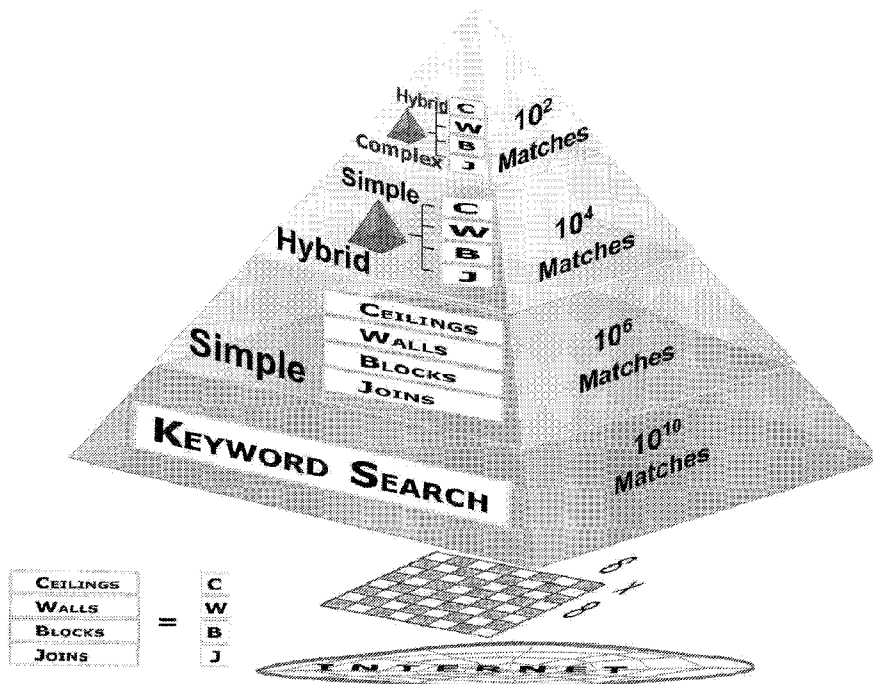 Hybrid
C
W
B
J
Complex
10² Matches
Simple
C
W
B
J
Hybrid
10⁴ Matches
Simple
CEILINGS
WALLS
BLOCKS
JOINS
10⁶ Matches
KEYWORD SEARCH
10¹⁰ Matches
8 x 8
CEILINGS
WALLS
BLOCKS
JOINS
=
C
W
B
J
INTERNET